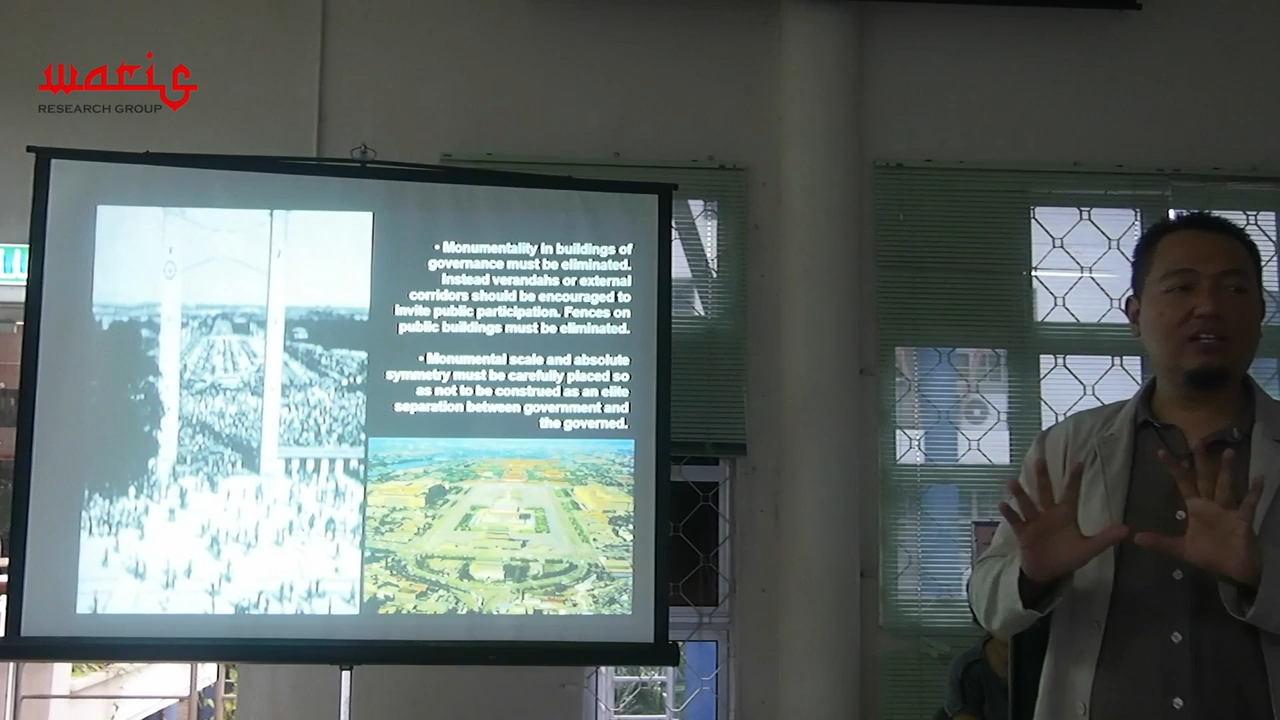 waris
RESEARCH GROUP
• Monumentality in buildings of
governance must be eliminated.
Instead verandahs or external
corridors should be encouraged to
invite public participation. Fences on
public buildings must be eliminated.
• Monumental scale and absolute
symmetry must be carefully placed so
as not to be construed as an elite
separation between government and
the governed.